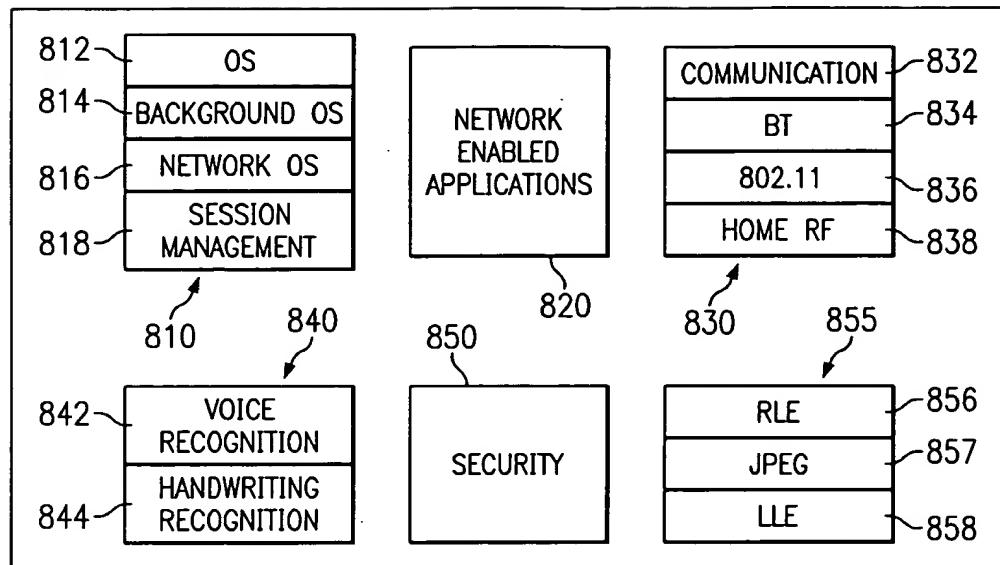 812
OS
814
BACKGROUND OS
816
NETWORK OS
818
SESSION
MANAGEMENT
810
NETWORK
ENABLED
APPLICATIONS
820
COMMUNICATION
832
BT
834
802.11
836
HOME RF
838
830
840
842
VOICE
RECOGNITION
844
HANDWRITING
RECOGNITION
850
SECURITY
855
RLE
856
JPEG
857
LLE
858